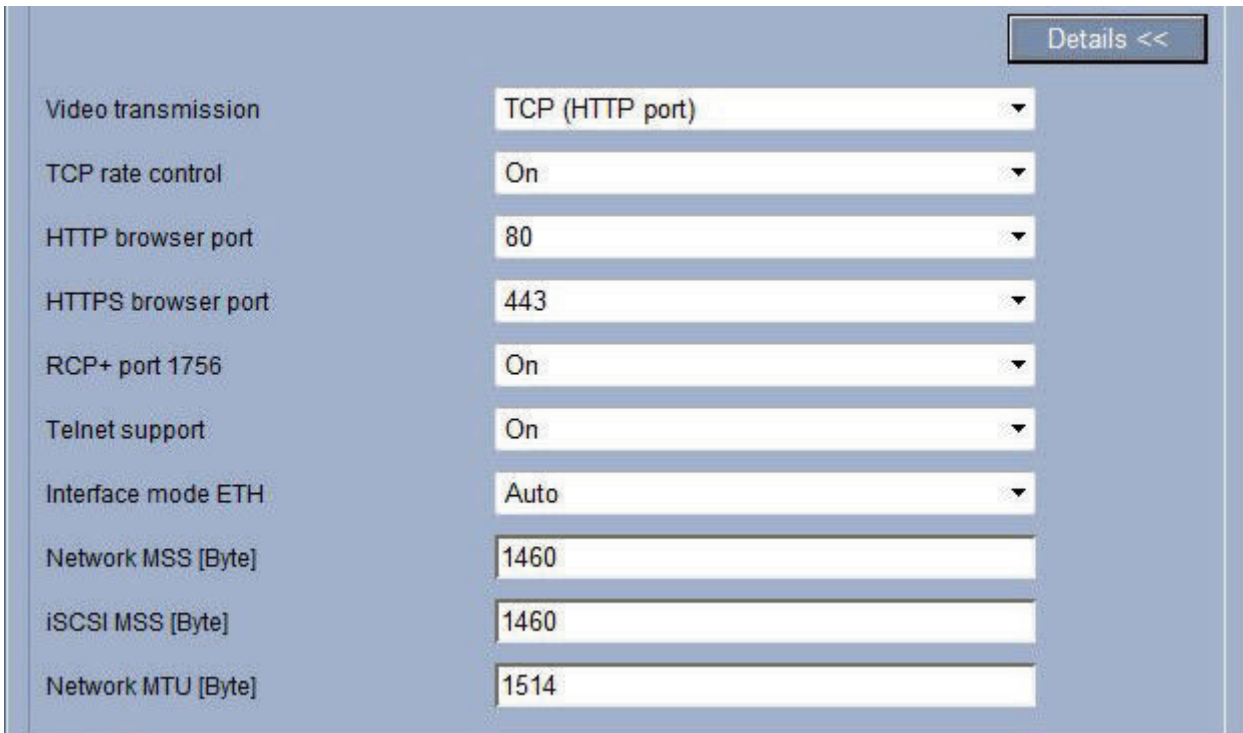 Details <<
Video transmission TCP (HTTP port)
TCP rate control On
HTTP browser port 80
HTTPS browser port 443
RCP+ port 1756 On
Telnet support On
Interface mode ETH Auto
Network MSS [Byte] 1460
iSCSI MSS [Byte] 1460
Network MTU [Byte] 1514